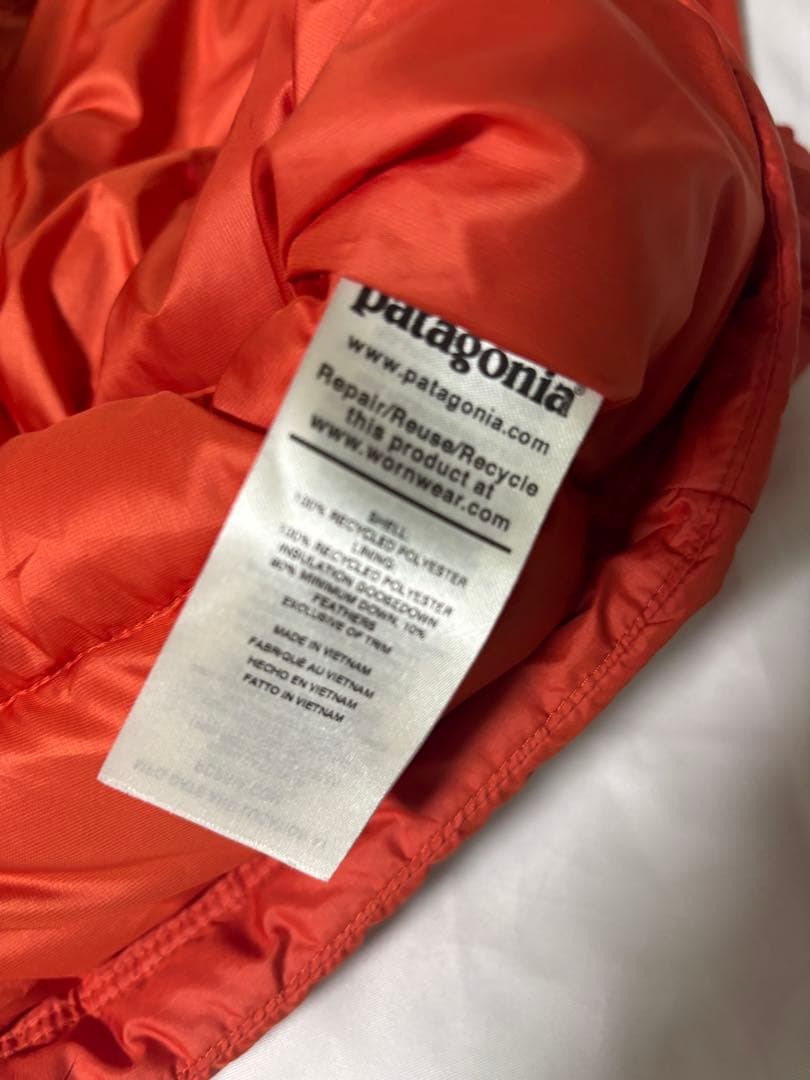 patagonia®
www.patagonia.com
Repair/Reuse/Recycle
this product at
www.wornwear.com
SHELL:
100% RECYCLED POLYESTER
LINING:
100% RECYCLED POLYESTER
INSULATION GOOSEDOWN
90% MINIMUM DOWN, 10%
FEATHERS
EXCLUSIVE OF TRIM
MADE IN VIETNAM
FABRIQUÉ AU VIETNAM
HECHO EN VIETNAM
FATTO IN VIETNAM